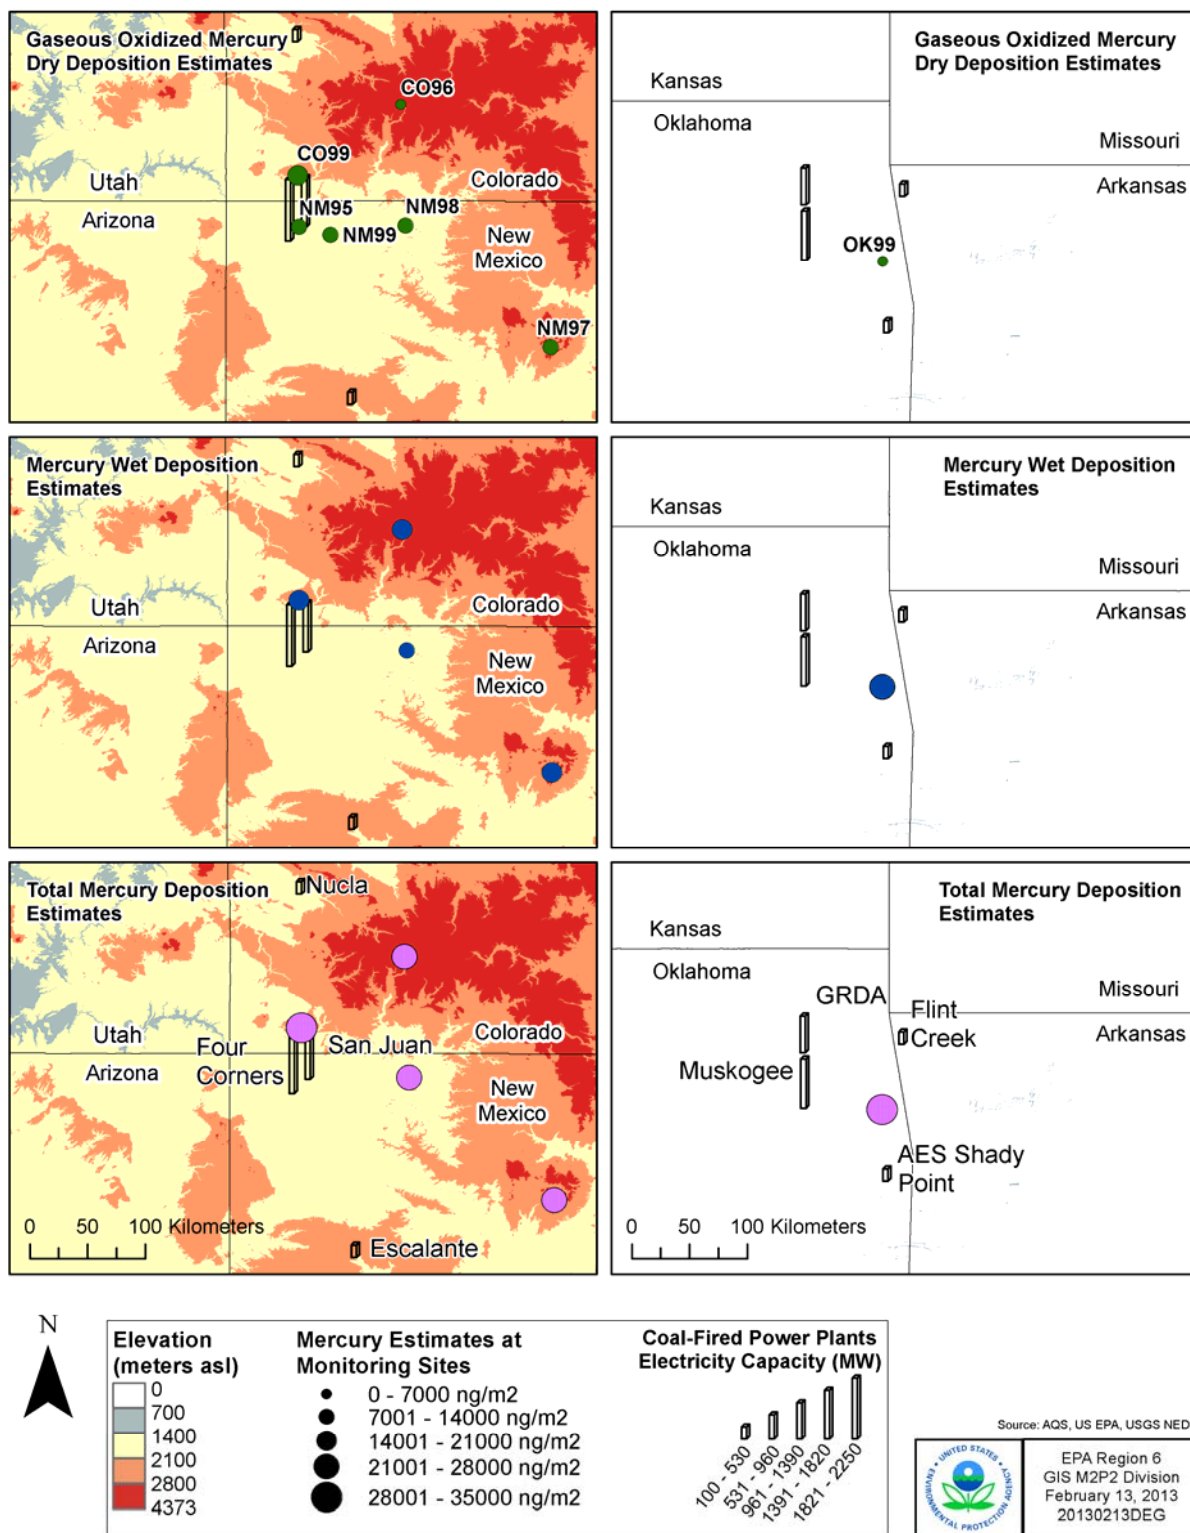 Gaseous Oxidized Mercury
Dry Deposition Estimates
CO96
CO99
Utah
Colorado
Arizona
NM95
NM98
NM99
New
Mexico
NM97
Gaseous Oxidized Mercury
Dry Deposition Estimates
Kansas
Oklahoma
Missouri
Arkansas
OK99
Mercury Wet Deposition
Estimates
Utah
Colorado
Arizona
New
Mexico
Mercury Wet Deposition
Estimates
Kansas
Oklahoma
Missouri
Arkansas
Total Mercury Deposition
Estimates
Nucla
Utah
Colorado
Arizona
Four
Corners
San Juan
New
Mexico
0 50 100 Kilometers
Escalante
Total Mercury Deposition
Estimates
Kansas
Oklahoma
GRDA
Missouri
Flint
Creek
Arkansas
Muskogee
AES Shady
Point
0 50 100 Kilometers
N
Elevation
(meters asl)
0
700
1400
2100
2800
4373
Mercury Estimates at
Monitoring Sites
0 - 7000 ng/m2
7001 - 14000 ng/m2
14001 - 21000 ng/m2
21001 - 28000 ng/m2
28001 - 35000 ng/m2
Coal-Fired Power Plants
Electricity Capacity (MW)
100 - 530
531 - 960
961 - 1390
1391 - 1820
1821 - 2250
Source: AQS, US EPA, USGS NED
UNITED STATES
ENVIRONMENTAL PROTECTION AGENCY
EPA Region 6
GIS M2P2 Division
February 13, 2013
20130213DEG